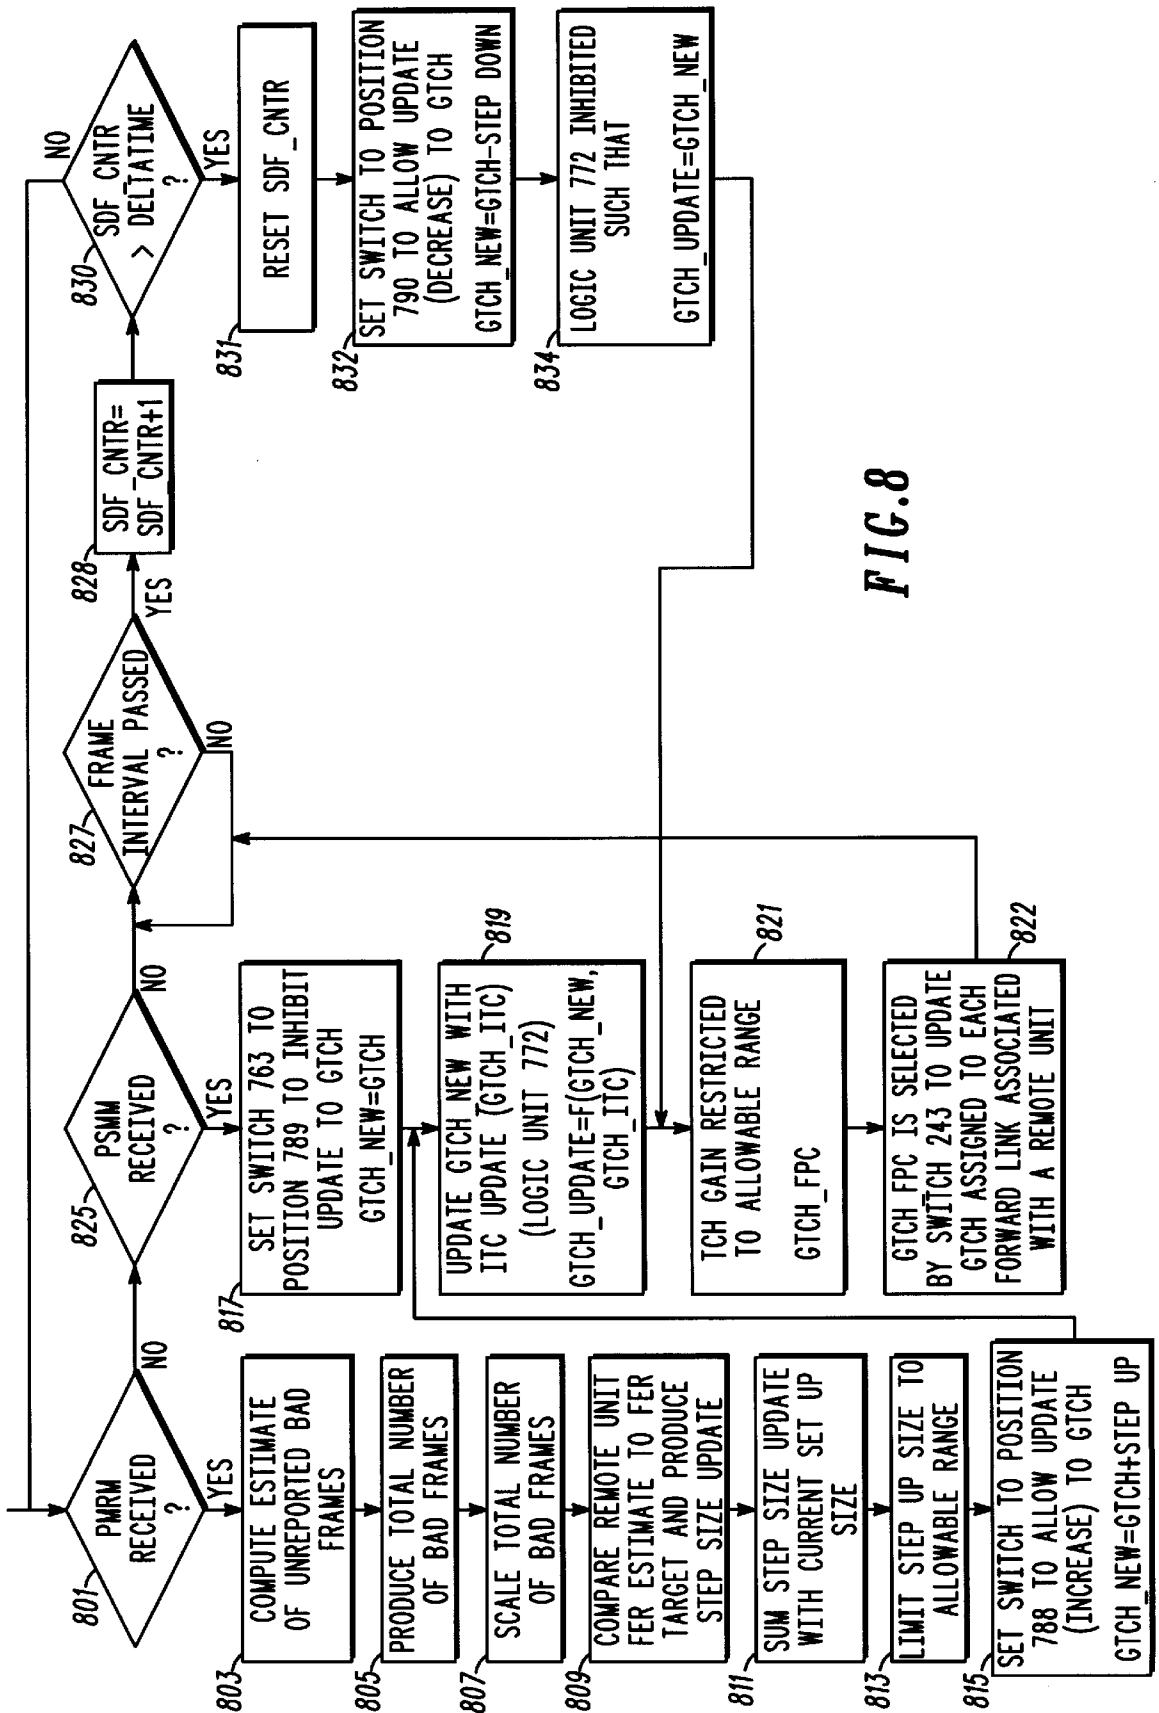 801
PMRM
RECEIVED
?
NO
YES
803
COMPUTE ESTIMATE
OF UNREPORTED BAD
FRAMES
805
PRODUCE TOTAL NUMBER
OF BAD FRAMES
807
SCALE TOTAL NUMBER
OF BAD FRAMES
809
COMPARE REMOTE UNIT
FER ESTIMATE TO FER
TARGET AND PRODUCE
STEP SIZE UPDATE
811
SUM STEP SIZE UPDATE
WITH CURRENT SET UP
SIZE
813
LIMIT STEP UP SIZE TO
ALLOWABLE RANGE
815
SET SWITCH TO POSITION
788 TO ALLOW UPDATE
(INCREASE) TO GTCH
GTCH_NEW=GTCH+STEP UP
825
PSMM
RECEIVED
?
NO
YES
817
SET SWITCH 763 TO
POSITION 789 TO INHIBIT
UPDATE TO GTCH
GTCH_NEW=GTCH
819
UPDATE GTCH NEW WITH
ITC UPDATE (GTCH_ITC)
(LOGIC UNIT 772)
GTCH_UPDATE=F(GTCH_NEW,
GTCH_ITC)
821
TCH GAIN RESTRICTED
TO ALLOWABLE RANGE
GTCH_FPC
822
GTCH_FPC IS SELECTED
BY SWITCH 243 TO UPDATE
GTCH ASSIGNED TO EACH
FORWARD LINK ASSOCIATED
WITH A REMOTE UNIT
827
FRAME
INTERVAL PASSED
?
YES
NO
828
SDF_CNTR=
SDF_CNTR+1
830
SDF_CNTR
> DELTATIME
?
NO
YES
831
RESET SDF_CNTR
832
SET SWITCH TO POSITION
790 TO ALLOW UPDATE
(DECREASE) TO GTCH
GTCH_NEW=GTCH-STEP DOWN
834
LOGIC UNIT 772 INHIBITED
SUCH THAT
GTCH_UPDATE=GTCH_NEW
FIG.8